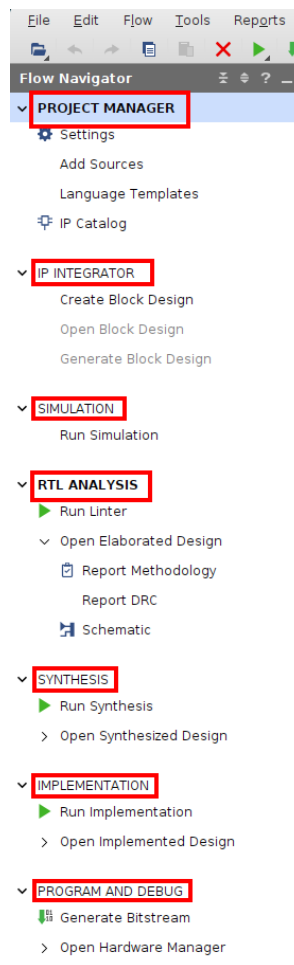 File Edit Flow Tools Reports
Flow Navigator
PROJECT MANAGER
Settings
Add Sources
Language Templates
IP Catalog
IP INTEGRATOR
Create Block Design
Open Block Design
Generate Block Design
SIMULATION
Run Simulation
RTL ANALYSIS
Run Linter
Open Elaborated Design
Report Methodology
Report DRC
Schematic
SYNTHESIS
Run Synthesis
Open Synthesized Design
IMPLEMENTATION
Run Implementation
Open Implemented Design
PROGRAM AND DEBUG
Generate Bitstream
Open Hardware Manager